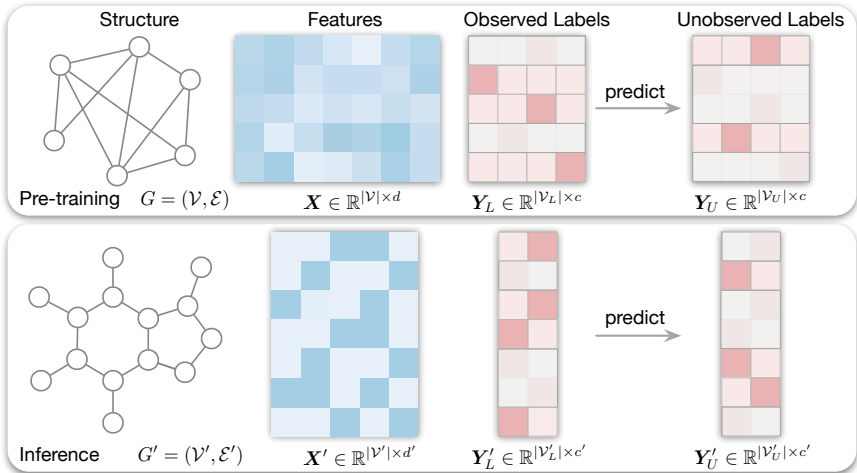 Structure Features Observed Labels Unobserved Labels
predict
Pre-training G = (𝒱, ℰ) X ∈ ℝ^{|𝒱|×d} Y_L ∈ ℝ^{|𝒱_L|×c} Y_U ∈ ℝ^{|𝒱_U|×c}
predict
Inference G′ = (𝒱′, ℰ′) X′ ∈ ℝ^{|𝒱′|×d′} Y′_L ∈ ℝ^{|𝒱′_L|×c′} Y′_U ∈ ℝ^{|𝒱′_U|×c′}